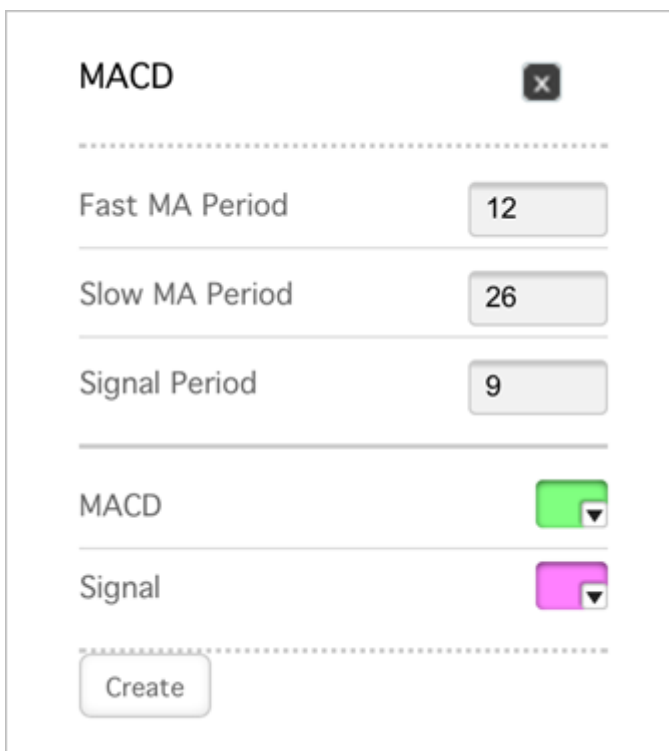 MACD x
Fast MA Period 12
Slow MA Period 26
Signal Period 9
MACD
Signal
Create